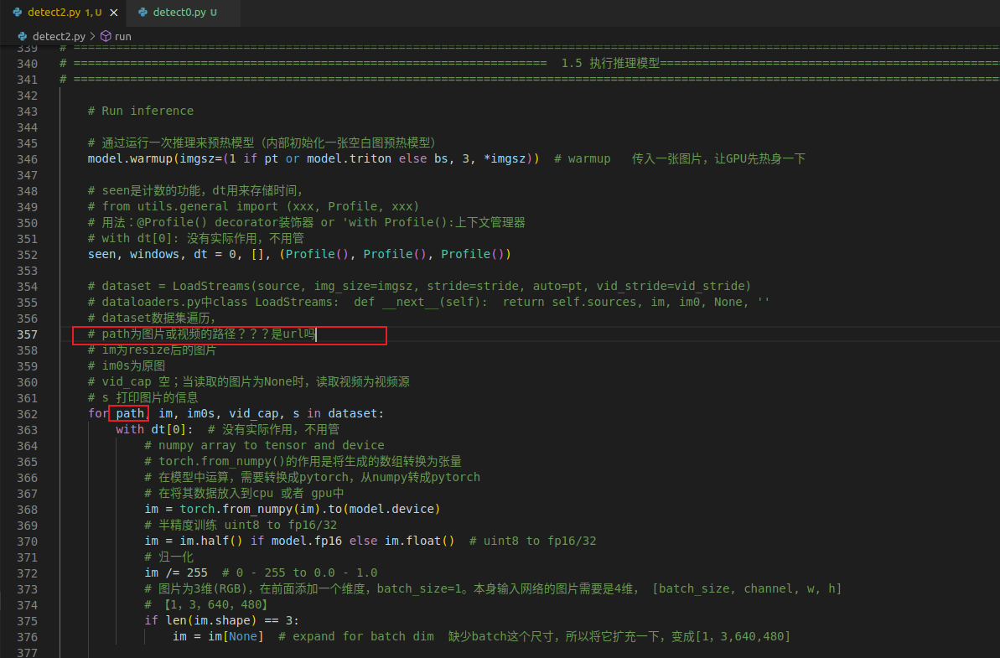 detect2.py 1, U
detect0.py U
detect2.py > run
339 # ====================================================================================================================================
340 # =================================================================== 1.5 执行推理模型================================================
341 # ====================================================================================================================================
342
343 # Run inference
344
345 # 通过运行一次推理来预热模型（内部初始化一张空白图预热模型）
346 model.warmup(imgsz=(1 if pt or model.triton else bs, 3, *imgsz))  # warmup   传入一张图片，让GPU先热身一下
347
348 # seen是计数的功能，dt用来存储时间，
349 # from utils.general import (xxx, Profile, xxx)
350 # 用法：@Profile() decorator装饰器 or 'with Profile():上下文管理器
351 # with dt[0]: 没有实际作用，不用管
352 seen, windows, dt = 0, [], (Profile(), Profile(), Profile())
353
354 # dataset = LoadStreams(source, img_size=imgsz, stride=stride, auto=pt, vid_stride=vid_stride)
355 # dataloaders.py中class LoadStreams:  def __next__(self):  return self.sources, im, im0, None, ''
356 # dataset数据集遍历，
357 # path为图片或视频的路径？？？是url吗
358 # im为resize后的图片
359 # im0s为原图
360 # vid_cap 空；当读取的图片为None时，读取视频为视频源
361 # s 打印图片的信息
362 for path, im, im0s, vid_cap, s in dataset:
363 with dt[0]:  # 没有实际作用，不用管
364 # numpy array to tensor and device
365 # torch.from_numpy()的作用是将生成的数组转换为张量
366 # 在模型中运算，需要转换成pytorch，从numpy转成pytorch
367 # 在将其数据放入到cpu 或者 gpu中
368 im = torch.from_numpy(im).to(model.device)
369 # 半精度训练 uint8 to fp16/32
370 im = im.half() if model.fp16 else im.float()  # uint8 to fp16/32
371 # 归一化
372 im /= 255  # 0 - 255 to 0.0 - 1.0
373 # 图片为3维(RGB)，在前面添加一个维度，batch_size=1。本身输入网络的图片需要是4维， [batch_size, channel, w, h]
374 # 【1，3，640，480】
375 if len(im.shape) == 3:
376 im = im[None]  # expand for batch dim  缺少batch这个尺寸，所以将它扩充一下，变成[1，3,640,480]
377